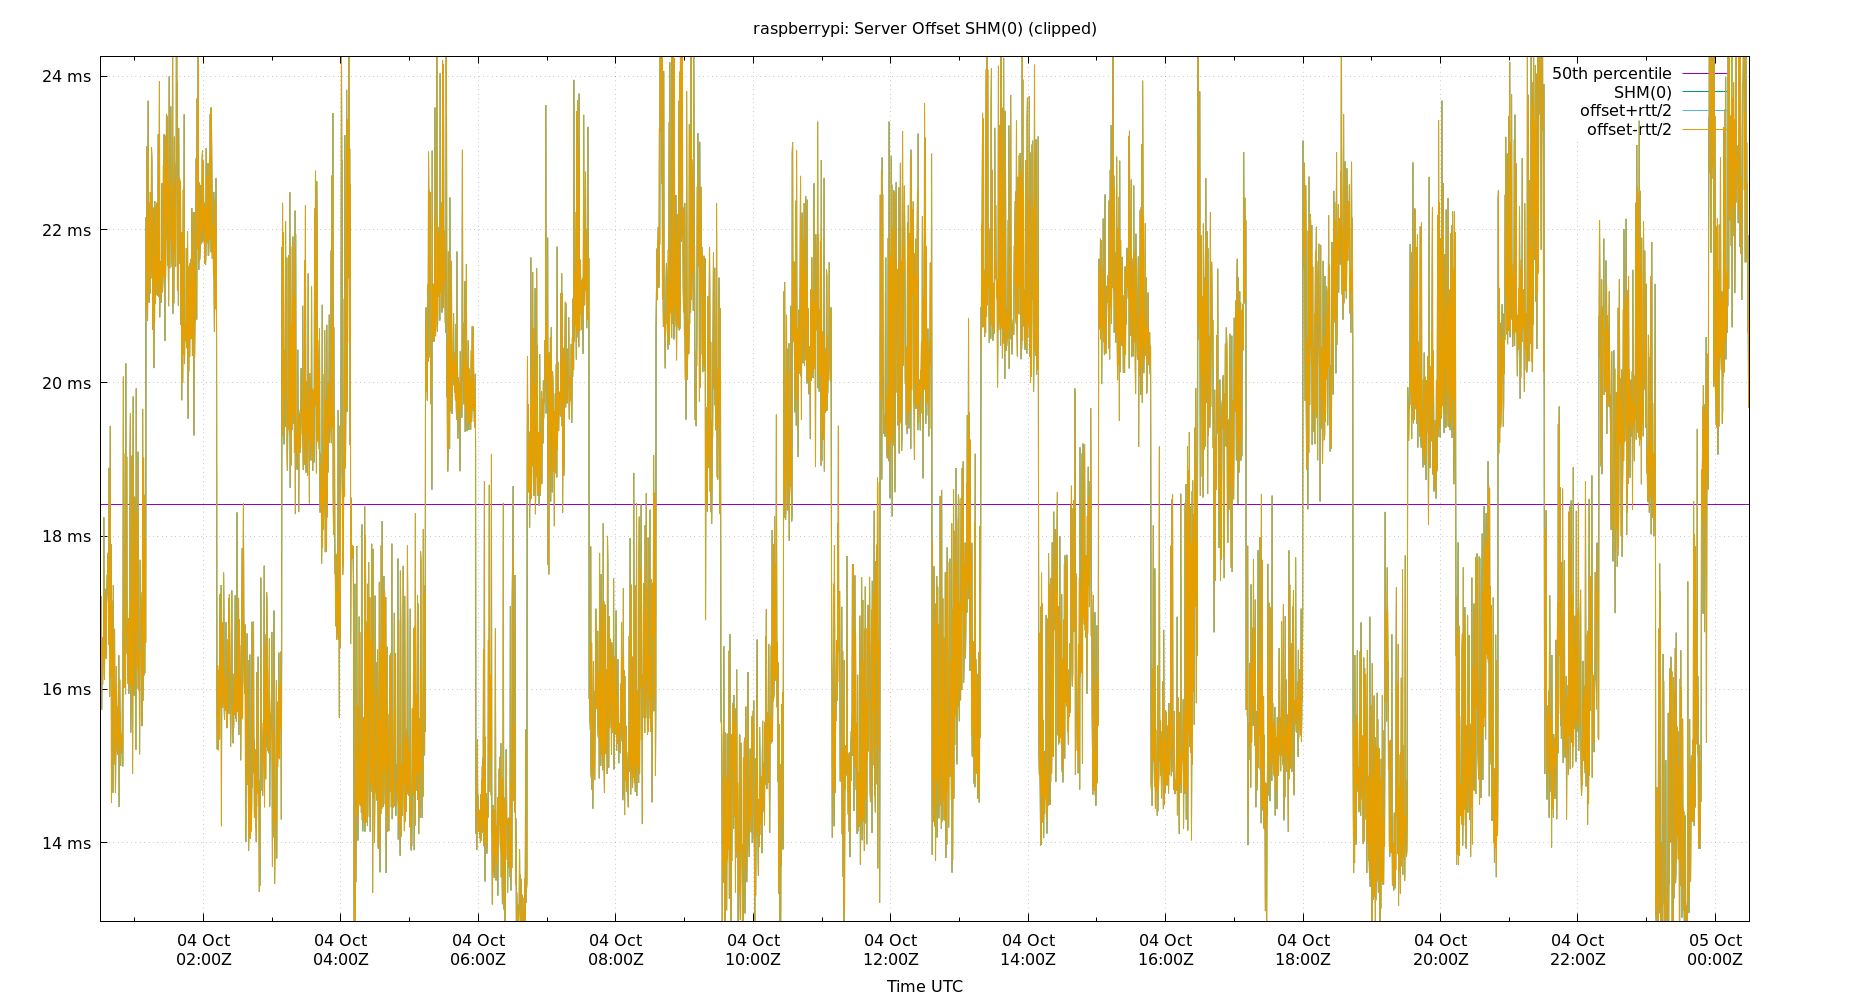 raspberrypi: Server Offset SHM(0) (clipped)
24 ms
22 ms
20 ms
18 ms
16 ms
14 ms
50th percentile
SHM(0)
offset+rtt/2
offset-rtt/2
04 Oct 04 Oct 04 Oct 04 Oct 04 Oct 04 Oct 04 Oct 04 Oct 04 Oct 04 Oct 04 Oct 05 Oct
02:00Z 04:00Z 06:00Z 08:00Z 10:00Z 12:00Z 14:00Z 16:00Z 18:00Z 20:00Z 22:00Z 00:00Z
Time UTC